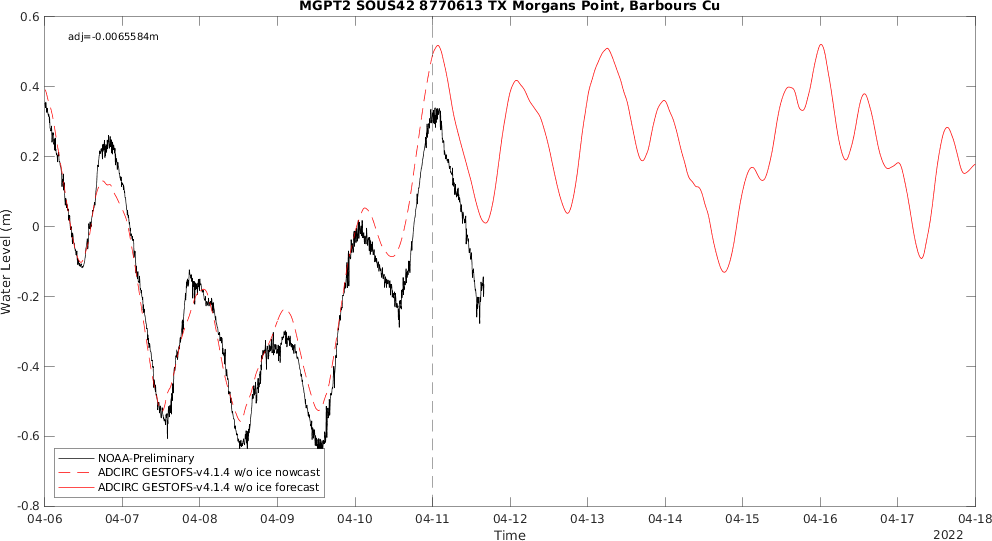 MGPT2 SOUS42 8770613 TX Morgans Point, Barbours Cu
adj=-0.0065584m
Water Level (m)
0.6
0.4
0.2
0
-0.2
-0.4
-0.6
-0.8
NOAA-Preliminary
ADCIRC GESTOFS-v4.1.4 w/o ice nowcast
ADCIRC GESTOFS-v4.1.4 w/o ice forecast
04-06 04-07 04-08 04-09 04-10 04-11 04-12 04-13 04-14 04-15 04-16 04-17 04-18
Time
2022